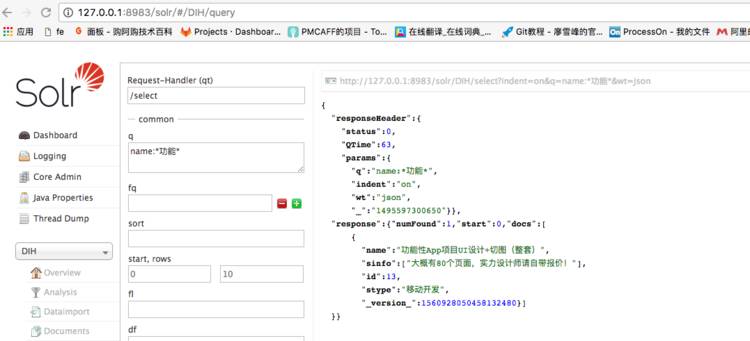 127.0.0.1:8983/solr/#/DIH/query
应用 fe 面板 - 购阿购技术百科 Projects · Dashboard... PMCAFF的项目 - To... 在线翻译_在线词典_... Git教程 - 廖雪峰的官... ProcessOn - 我的文件 阿里
Solr
Dashboard
Logging
Core Admin
Java Properties
Thread Dump
DIH
Overview
Analysis
Dataimport
Documents
Request-Handler (qt)
/select
common
q
name:*功能*
fq
sort
start, rows
0 10
fl
df
http://127.0.0.1:8983/solr/DIH/select?indent=on&q=name:*功能*&wt=json
{
"responseHeader":{
"status":0,
"QTime":63,
"params":{
"q":"name:*功能*",
"indent":"on",
"wt":"json",
"_":"1495597300650"}},
"response":{"numFound":1,"start":0,"docs":[
{
"name":"功能性App项目UI设计+切图（整套）",
"sinfo":["大概有80个页面，实力设计师请自带报价！"],
"id":13,
"stype":"移动开发",
"_version_":1560928050458132480}]
}}